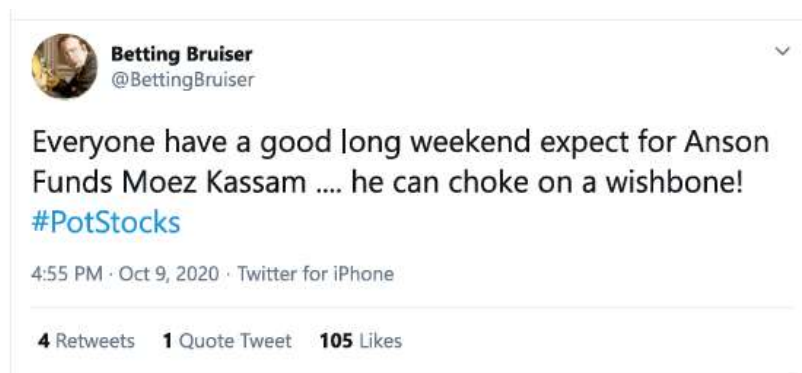 Betting Bruiser
@BettingBruiser
Everyone have a good long weekend expect for Anson
Funds Moez Kassam .... he can choke on a wishbone!
#PotStocks
4:55 PM · Oct 9, 2020 · Twitter for iPhone
4 Retweets 1 Quote Tweet 105 Likes